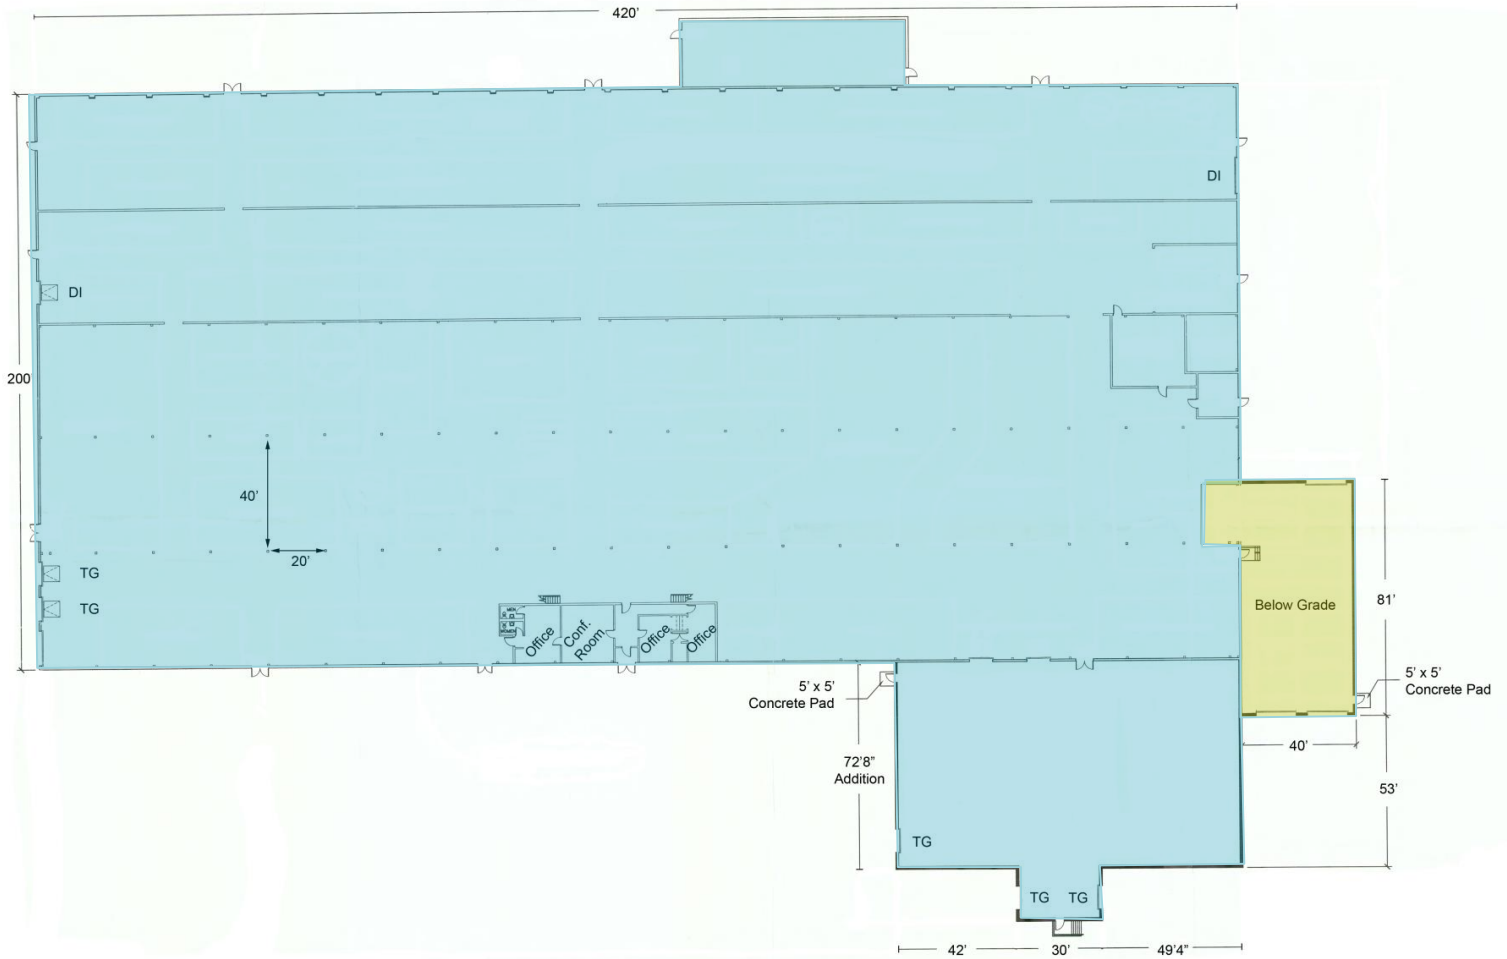 420'
DI
DI
200'
40'
20'
TG
TG
MEN
WOMEN
Office
Conf.
Room
Office
Office
Below Grade
81'
5' x 5'
Concrete Pad
5' x 5'
Concrete Pad
40'
72'8"
Addition
53'
TG
TG
TG
42'
30'
49'4"